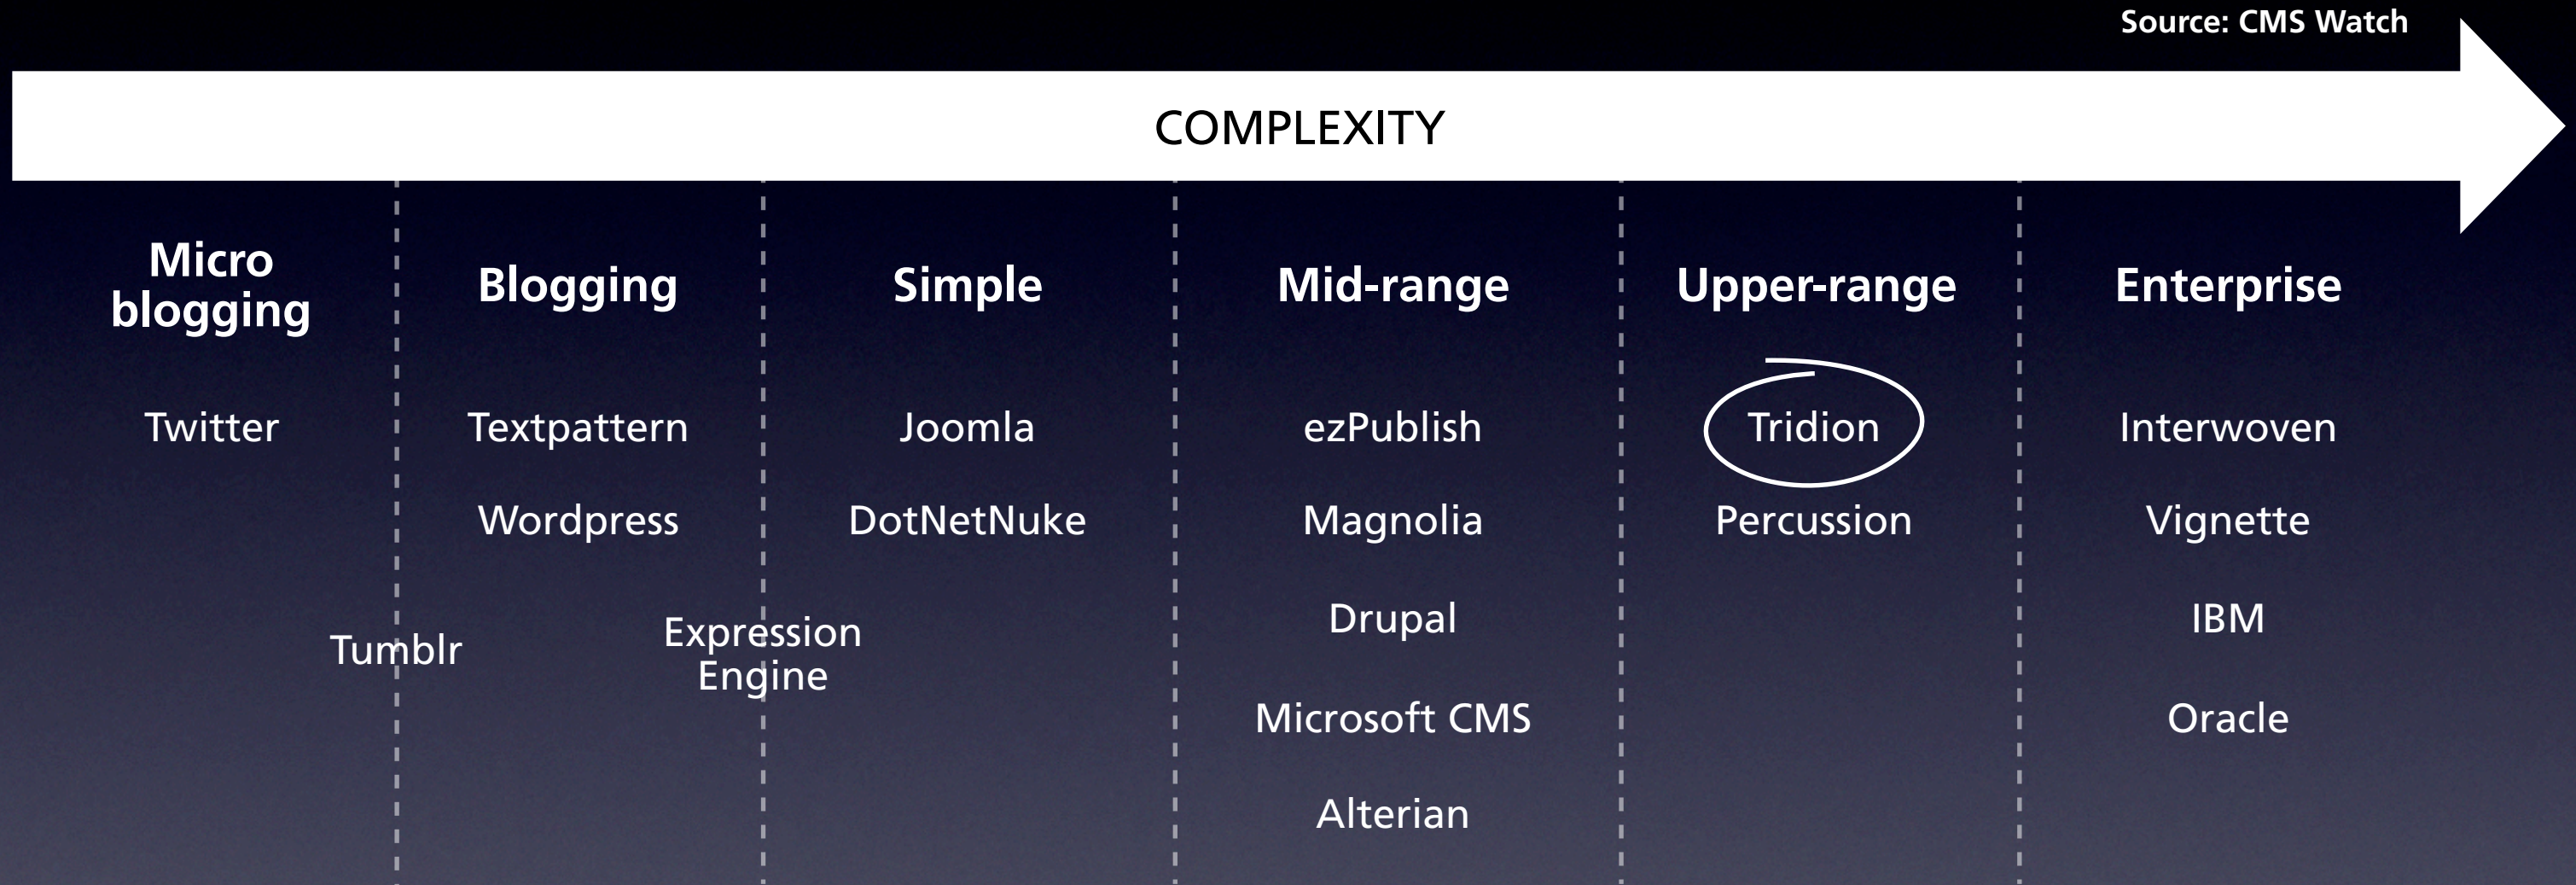 Source: CMS Watch
COMPLEXITY
Micro
blogging
Blogging
Simple
Mid-range
Upper-range
Enterprise
Twitter
Textpattern
Joomla
ezPublish
Tridion
Interwoven
Wordpress
DotNetNuke
Magnolia
Percussion
Vignette
Tumblr
Expression
Engine
Drupal
IBM
Microsoft CMS
Oracle
Alterian